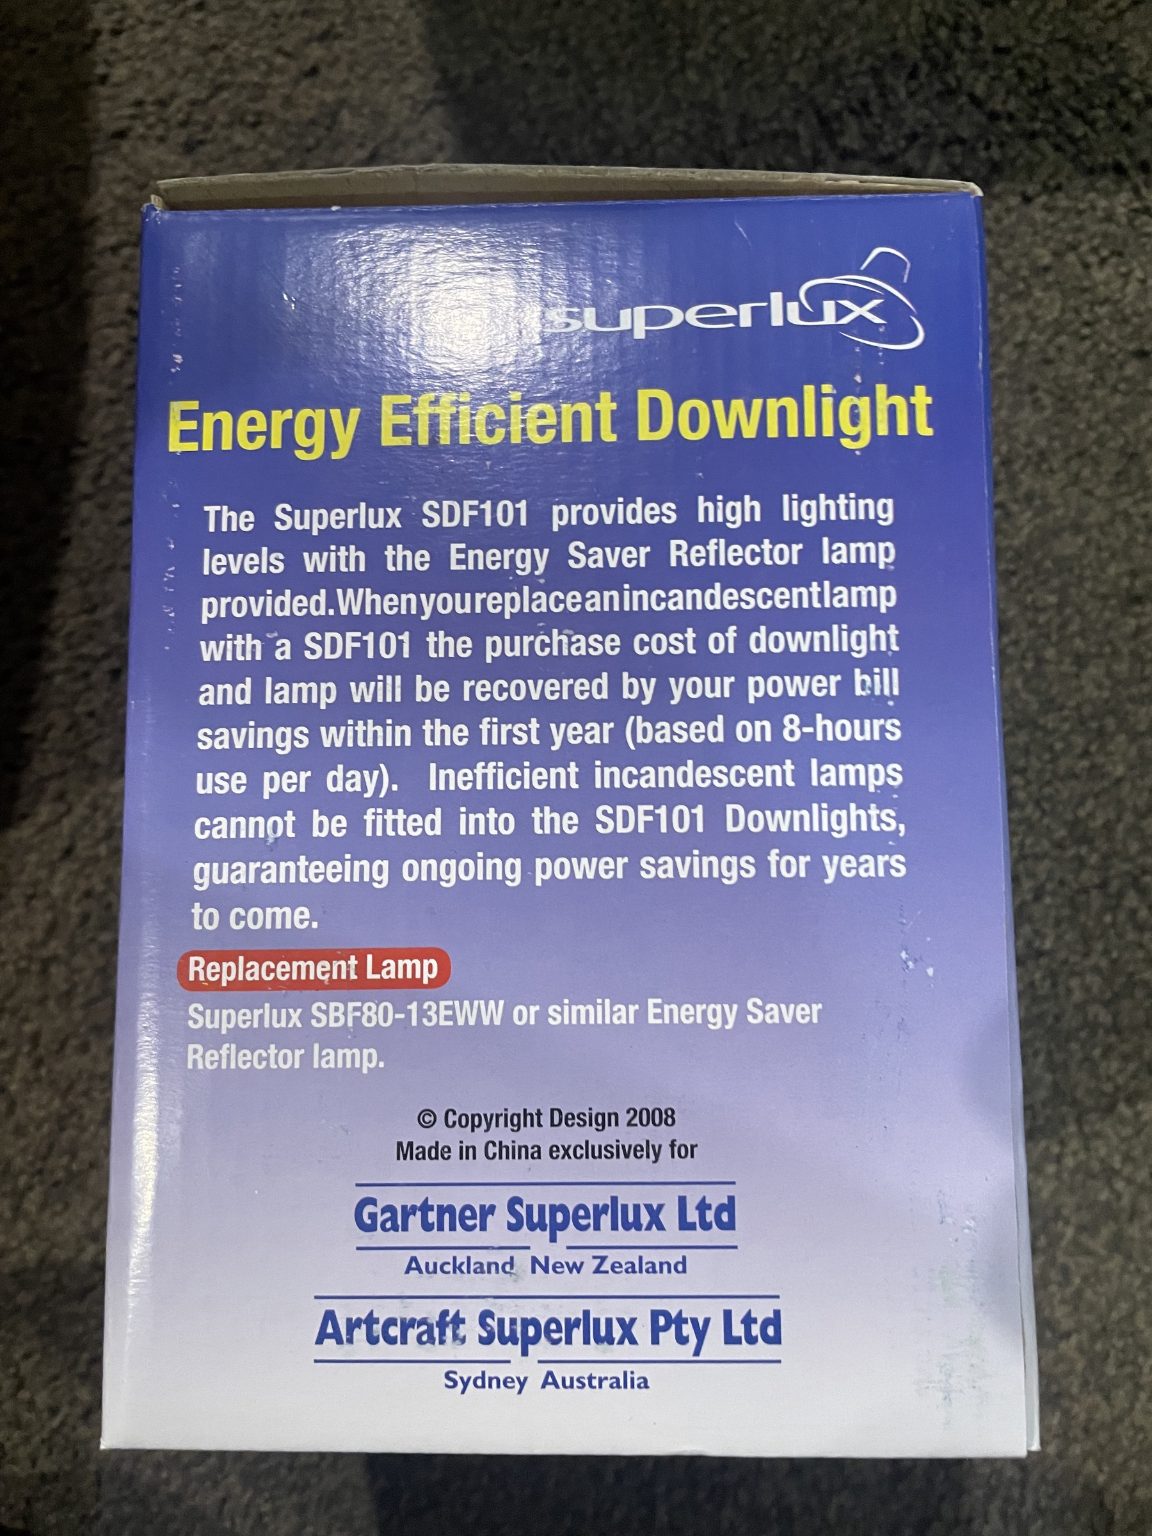 superlux
Energy Efficient Downlight
The Superlux SDF101 provides high lighting
levels with the Energy Saver Reflector lamp
provided.Whenyoureplaceanincandescentlamp
with a SDF101 the purchase cost of downlight
and lamp will be recovered by your power bill
savings within the first year (based on 8-hours
use per day). Inefficient incandescent lamps
cannot be fitted into the SDF101 Downlights,
guaranteeing ongoing power savings for years
to come.
Replacement Lamp
Superlux SBF80-13EWW or similar Energy Saver
Reflector lamp.
© Copyright Design 2008
Made in China exclusively for
Gartner Superlux Ltd
Auckland New Zealand
Artcraft Superlux Pty Ltd
Sydney Australia